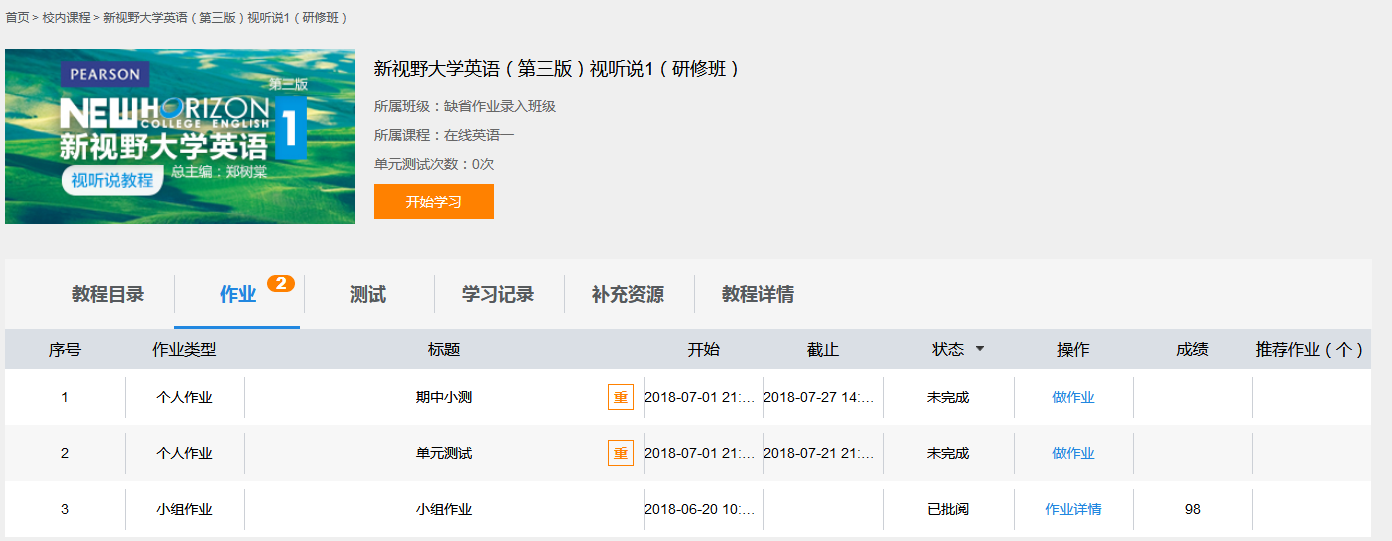 首页 > 校内课程 > 新视野大学英语（第三版）视听说1（研修班）
PEARSON
第三版
NEW HORIZON
COLLEGE ENGLISH
1
新视野大学英语
视听说教程
总主编：郑树棠
新视野大学英语（第三版）视听说1（研修班）
所属班级：缺省作业录入班级
所属课程：在线英语一
单元测试次数：0次
开始学习
教程目录 作业 2 测试 学习记录 补充资源 教程详情
序号 作业类型 标题 开始 截止 状态 操作 成绩 推荐作业（个）
1 个人作业 期中小测 重 2018-07-01 21:... 2018-07-27 14:... 未完成 做作业
2 个人作业 单元测试 重 2018-07-01 21:... 2018-07-21 21:... 未完成 做作业
3 小组作业 小组作业 2018-06-20 10:... 已批阅 作业详情 98